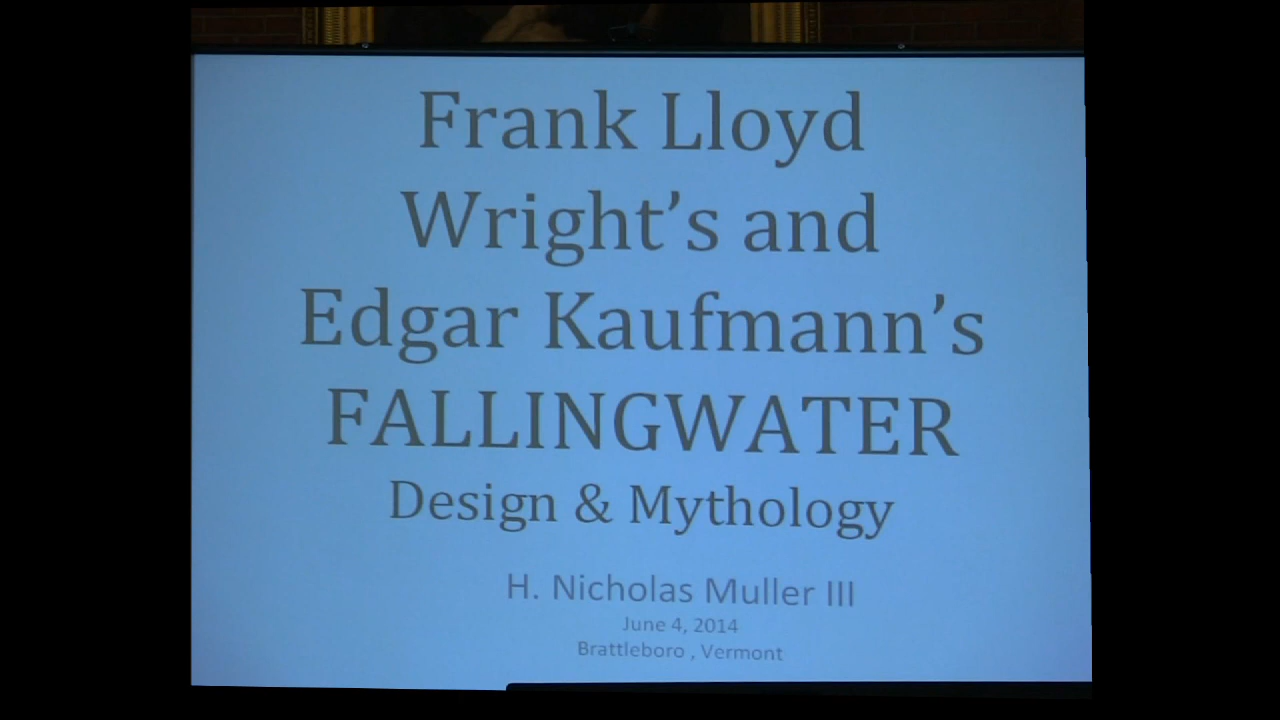 Frank Lloyd
Wright's and
Edgar Kaufmann's
FALLINGWATER
Design & Mythology
H. Nicholas Muller III
June 4, 2014
Brattleboro , Vermont